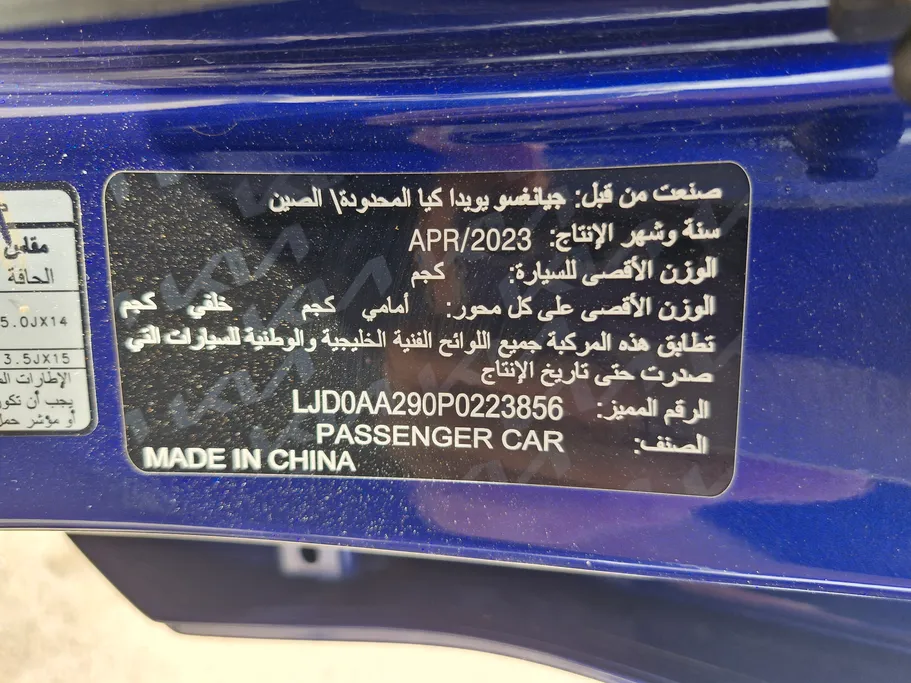 صنعت من قبل: جيانغسو يويدا كيا المحدودة\ الصين
سنة وشهر الإنتاج: APR/2023
الوزن الأقصى للسيارة: كجم
الوزن الأقصى على كل محور: أمامي كجم خلفي كجم
تطابق هذه المركبة جميع اللوائح الفنية الخليجية والوطنية للسيارات التي
صدرت حتى تاريخ الإنتاج
الرقم المميز: LJD0AA290P0223856
الصنف: PASSENGER CAR
MADE IN CHINA
مقاس
الحافة
5.0JX14
3.5JX15
الإطارات
يجب أن تكون
أو مؤشر حمل